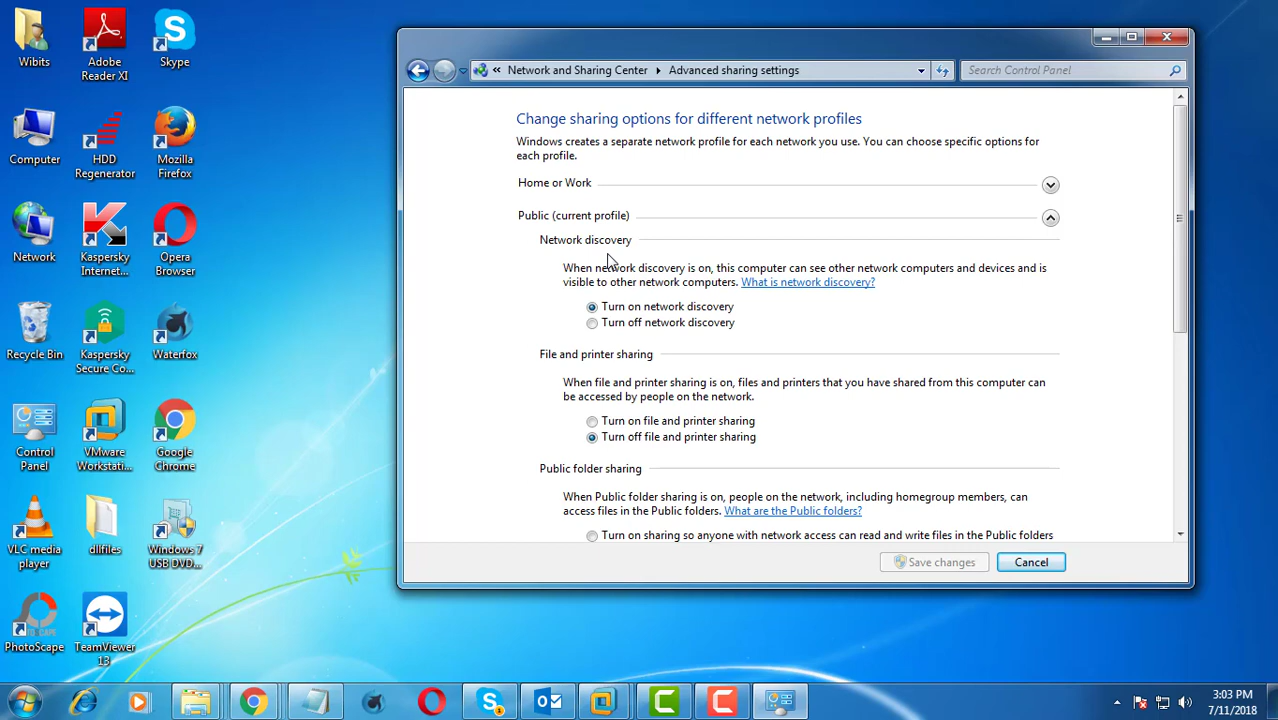 Wibits
Adobe
Reader XI
Skype
Computer
HDD
Regenerator
Mozilla
Firefox
Network
Kaspersky
Internet...
Opera
Browser
Recycle Bin
Kaspersky
Secure Co...
Waterfox
Control
Panel
VMware
Workstati...
Google
Chrome
VLC media
player
dllfiles
Windows 7
USB DVD...
PhotoScape
TeamViewer
13
« Network and Sharing Center Advanced sharing settings
Search Control Panel
Change sharing options for different network profiles
Windows creates a separate network profile for each network you use. You can choose specific options for
each profile.
Home or Work
Public (current profile)
Network discovery
When network discovery is on, this computer can see other network computers and devices and is
visible to other network computers. What is network discovery?
Turn on network discovery
Turn off network discovery
File and printer sharing
When file and printer sharing is on, files and printers that you have shared from this computer can
be accessed by people on the network.
Turn on file and printer sharing
Turn off file and printer sharing
Public folder sharing
When Public folder sharing is on, people on the network, including homegroup members, can
access files in the Public folders. What are the Public folders?
Turn on sharing so anyone with network access can read and write files in the Public folders
Save changes
Cancel
3:03 PM
7/11/2018